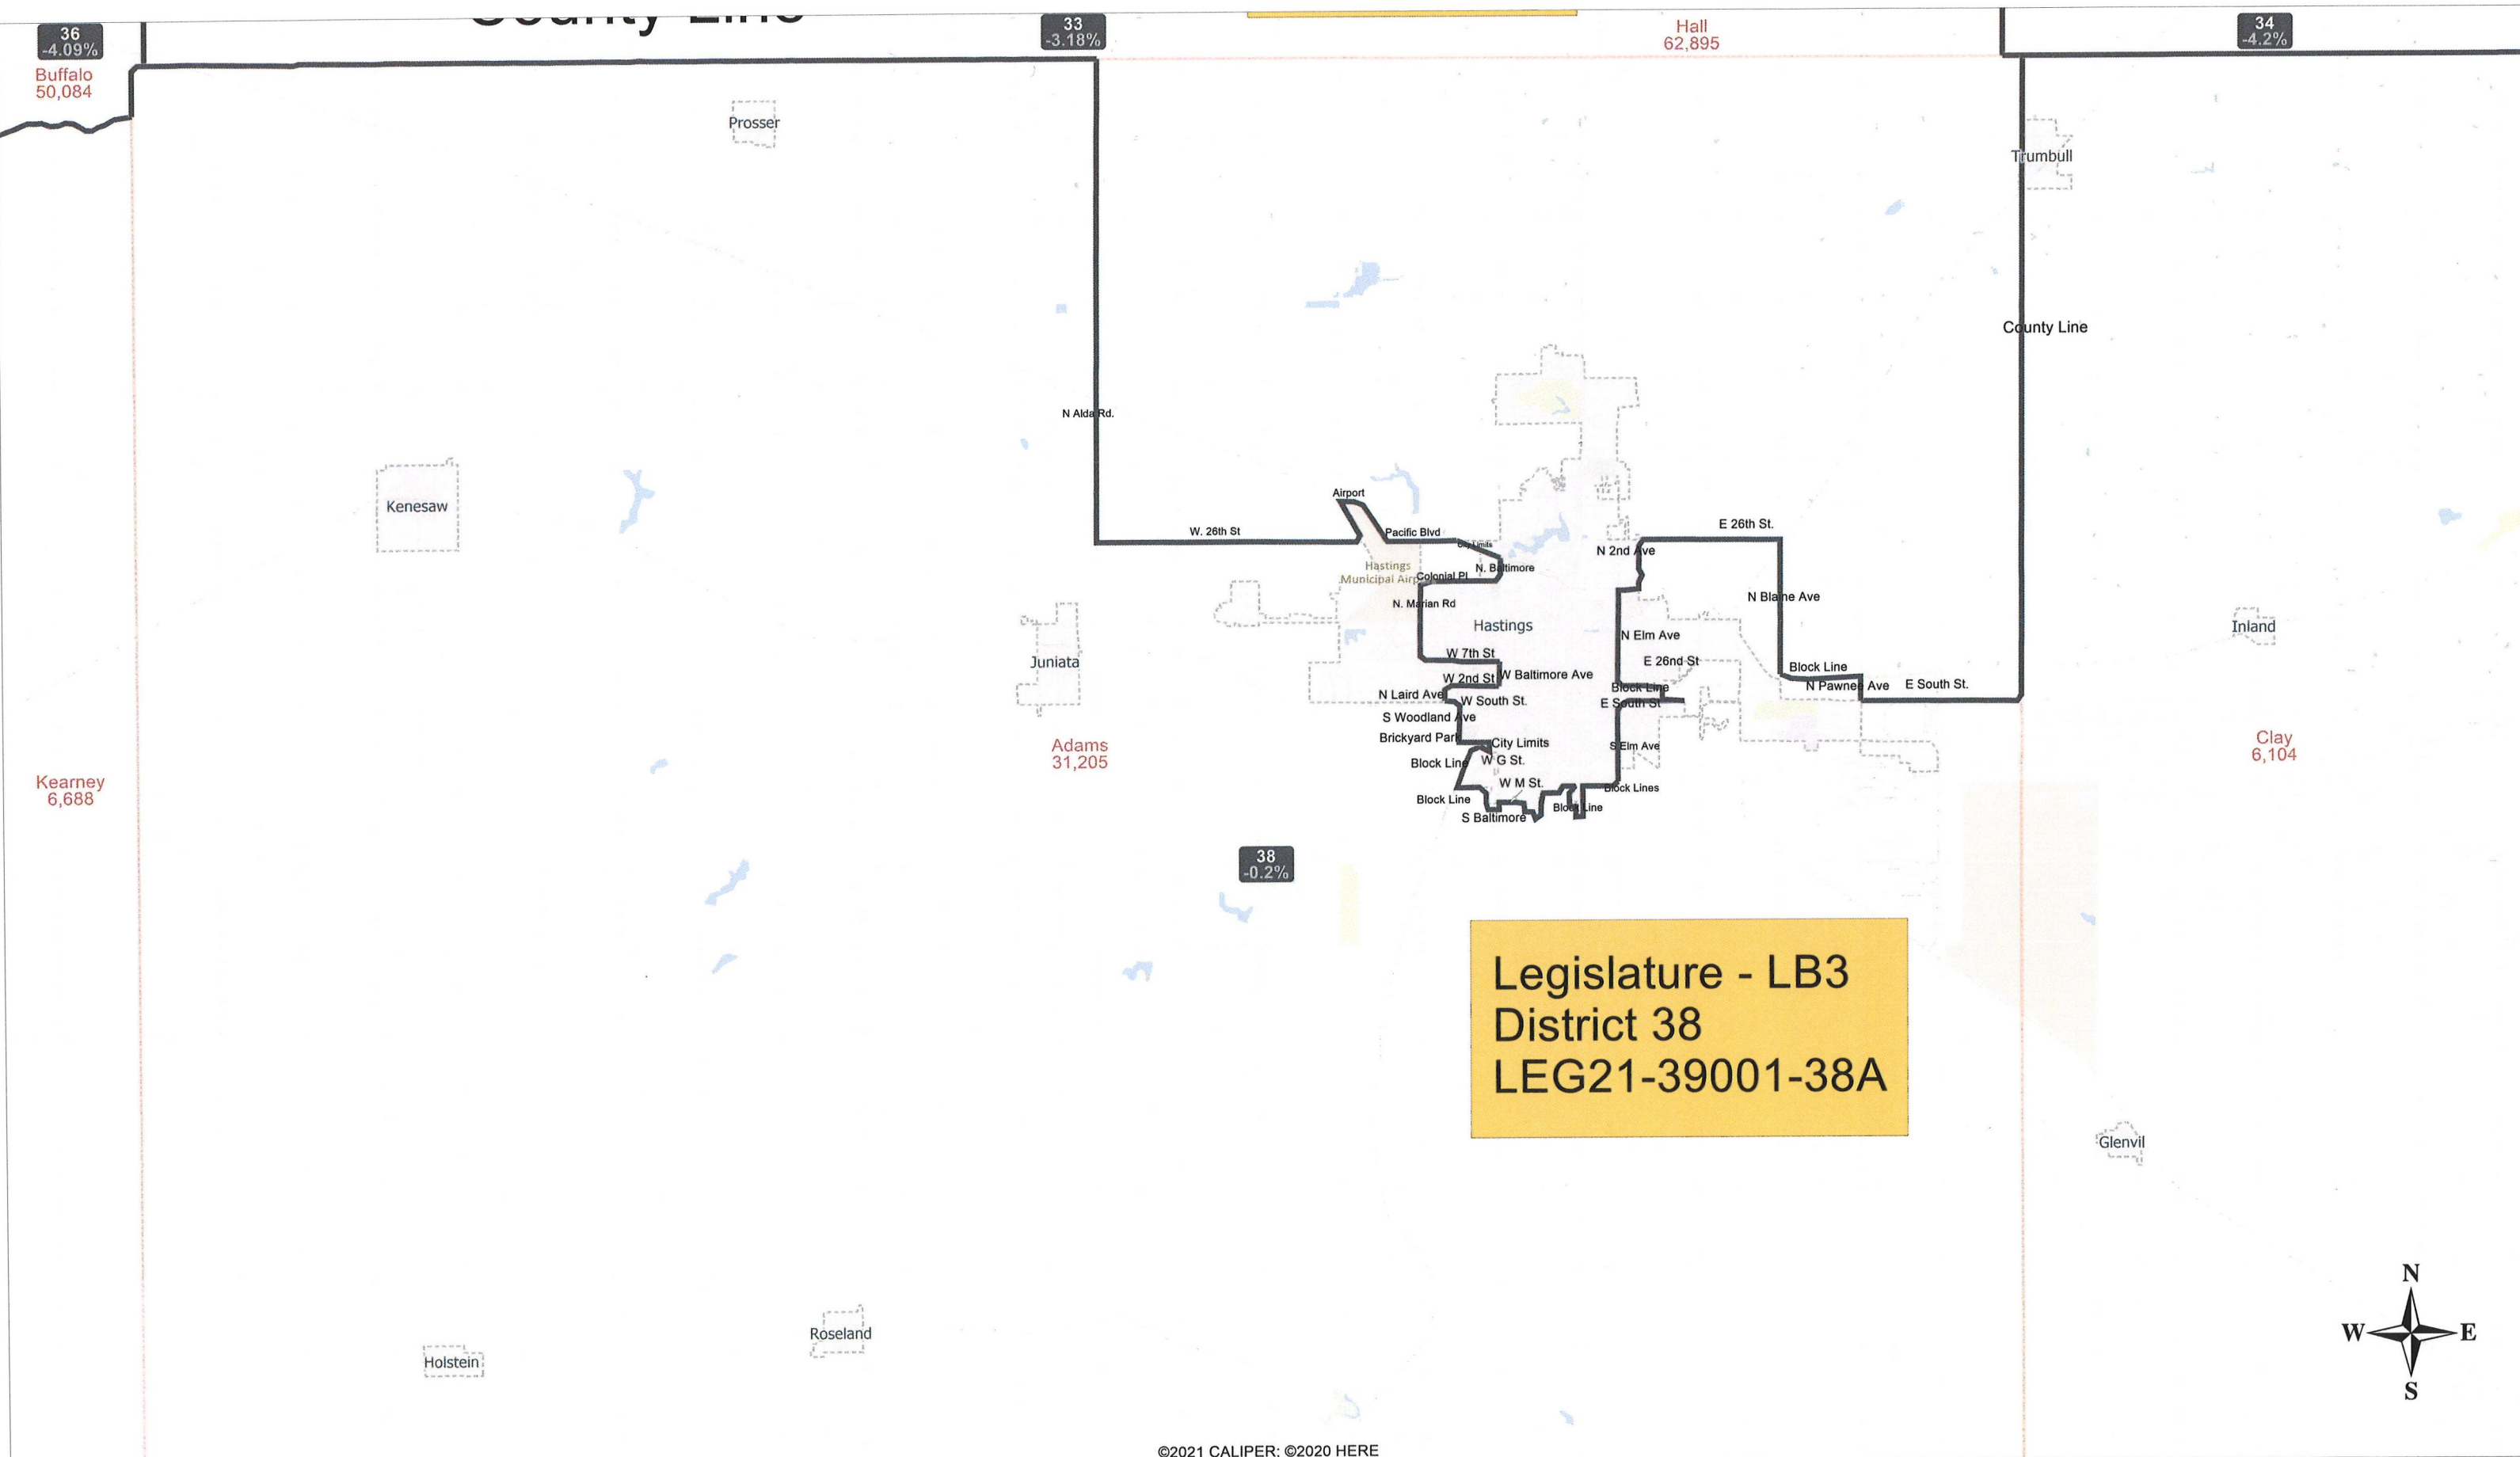 County Line
36
-4.09%
33
-3.18%
Hall
62,895
34
-4.2%
Buffalo
50,084
Prosser
Trumbull
County Line
N Alda Rd.
Kenesaw
Airport
W. 26th St
Pacific Blvd
City Limits
E 26th St.
N 2nd Ave
Hastings
Municipal Airp
Colonial Pl
N. Baltimore
N. Marian Rd
N Blaine Ave
Hastings
N Elm Ave
Inland
Juniata
W 7th St
E 26nd St
Block Line
W 2nd St
W Baltimore Ave
N Pawnee Ave
E South St.
N Laird Ave
Block Line
W South St.
E South St
S Woodland Ave
Brickyard Park
City Limits
S Elm Ave
Adams
31,205
Clay
6,104
Block Line
W G St.
Kearney
6,688
W M St.
Block Lines
Block Line
Block Line
S Baltimore
38
-0.2%
Legislature - LB3
District 38
LEG21-39001-38A
Glenvil
N
W
E
S
Roseland
Holstein
©2021 CALIPER; ©2020 HERE